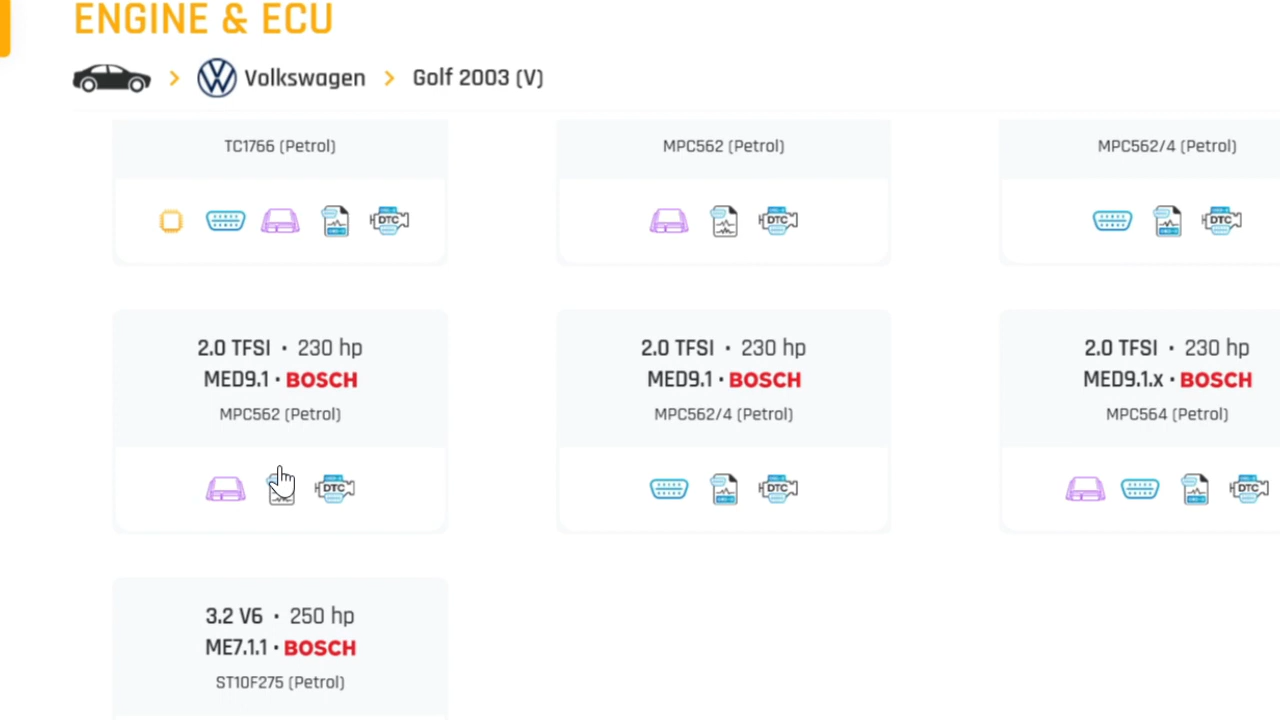 ENGINE & ECU
Volkswagen > Golf 2003 (V)
TC1766 (Petrol)
MPC562 (Petrol)
MPC562/4 (Petrol)
DTC
DTC
DTC
2.0 TFSI · 230 hp
MED9.1 · BOSCH
MPC562 (Petrol)
DTC
2.0 TFSI · 230 hp
MED9.1 · BOSCH
MPC562/4 (Petrol)
DTC
2.0 TFSI · 230 hp
MED9.1.x · BOSCH
MPC564 (Petrol)
DTC
3.2 V6 · 250 hp
ME7.1.1 · BOSCH
ST10F275 (Petrol)